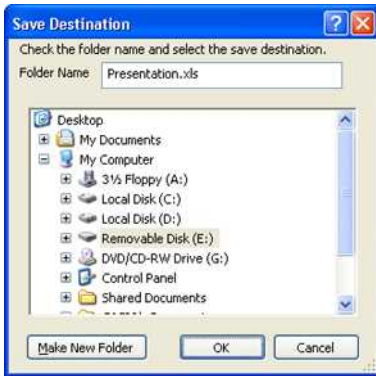 Save Destination
Check the folder name and select the save destination.
Folder Name Presentation.xls
Desktop
My Documents
My Computer
3½ Floppy (A:)
Local Disk (C:)
Local Disk (D:)
Removable Disk (E:)
DVD/CD-RW Drive (G:)
Control Panel
Shared Documents
Make New Folder OK Cancel